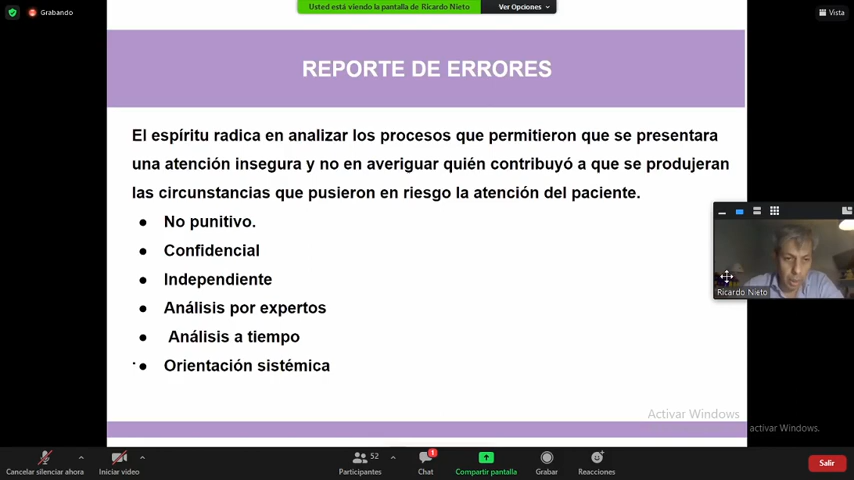 Grabando
Usted está viendo la pantalla de Ricardo Nieto
Ver Opciones
Vista
REPORTE DE ERRORES
El espíritu radica en analizar los procesos que permitieron que se presentara
una atención insegura y no en averiguar quién contribuyó a que se produjeran
las circunstancias que pusieron en riesgo la atención del paciente.
● No punitivo.
● Confidencial
● Independiente
● Análisis por expertos
● Análisis a tiempo
● Orientación sistémica
Ricardo Nieto
Activar Windows
activar Windows.
Cancelar silenciar ahora
Iniciar video
52
Participantes
1
Chat
Compartir pantalla
Grabar
Reacciones
Salir